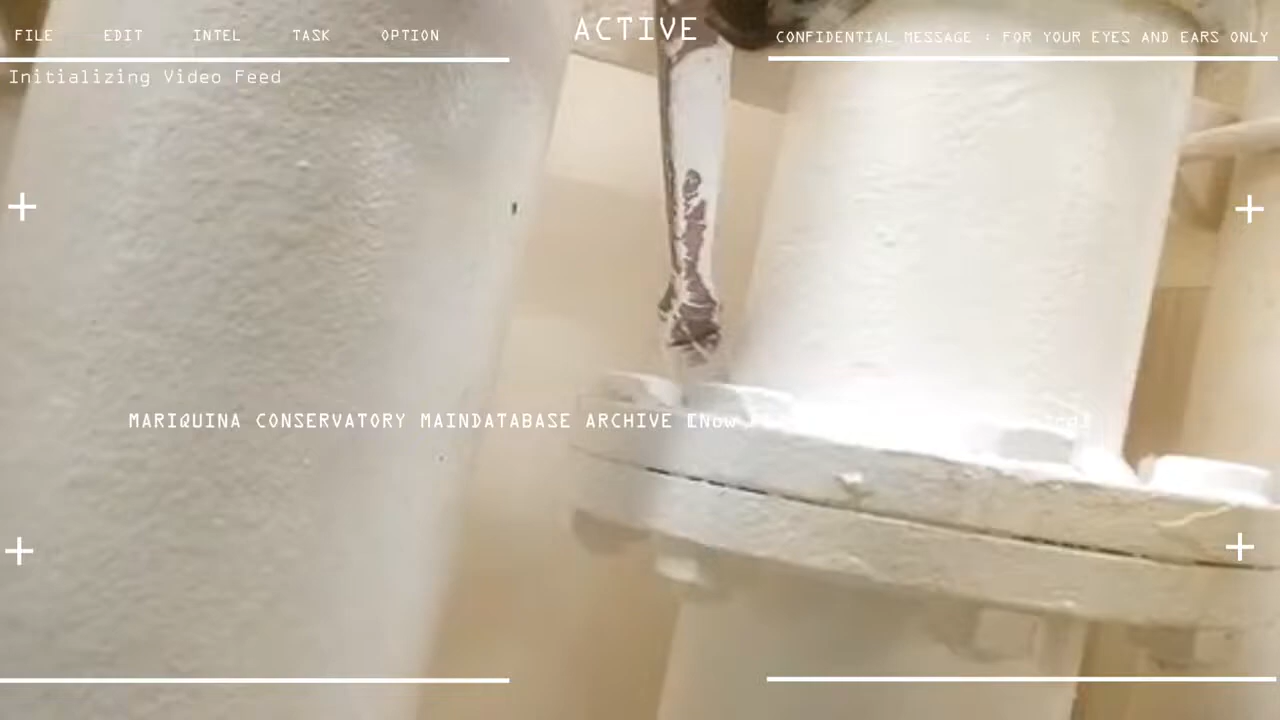 FILE EDIT INTEL TASK OPTION
ACTIVE
CONFIDENTIAL MESSAGE : FOR YOUR EYES AND EARS ONLY
Initializing Video Feed
MARIQUINA CONSERVATORY MAINDATABASE ARCHIVE [Now